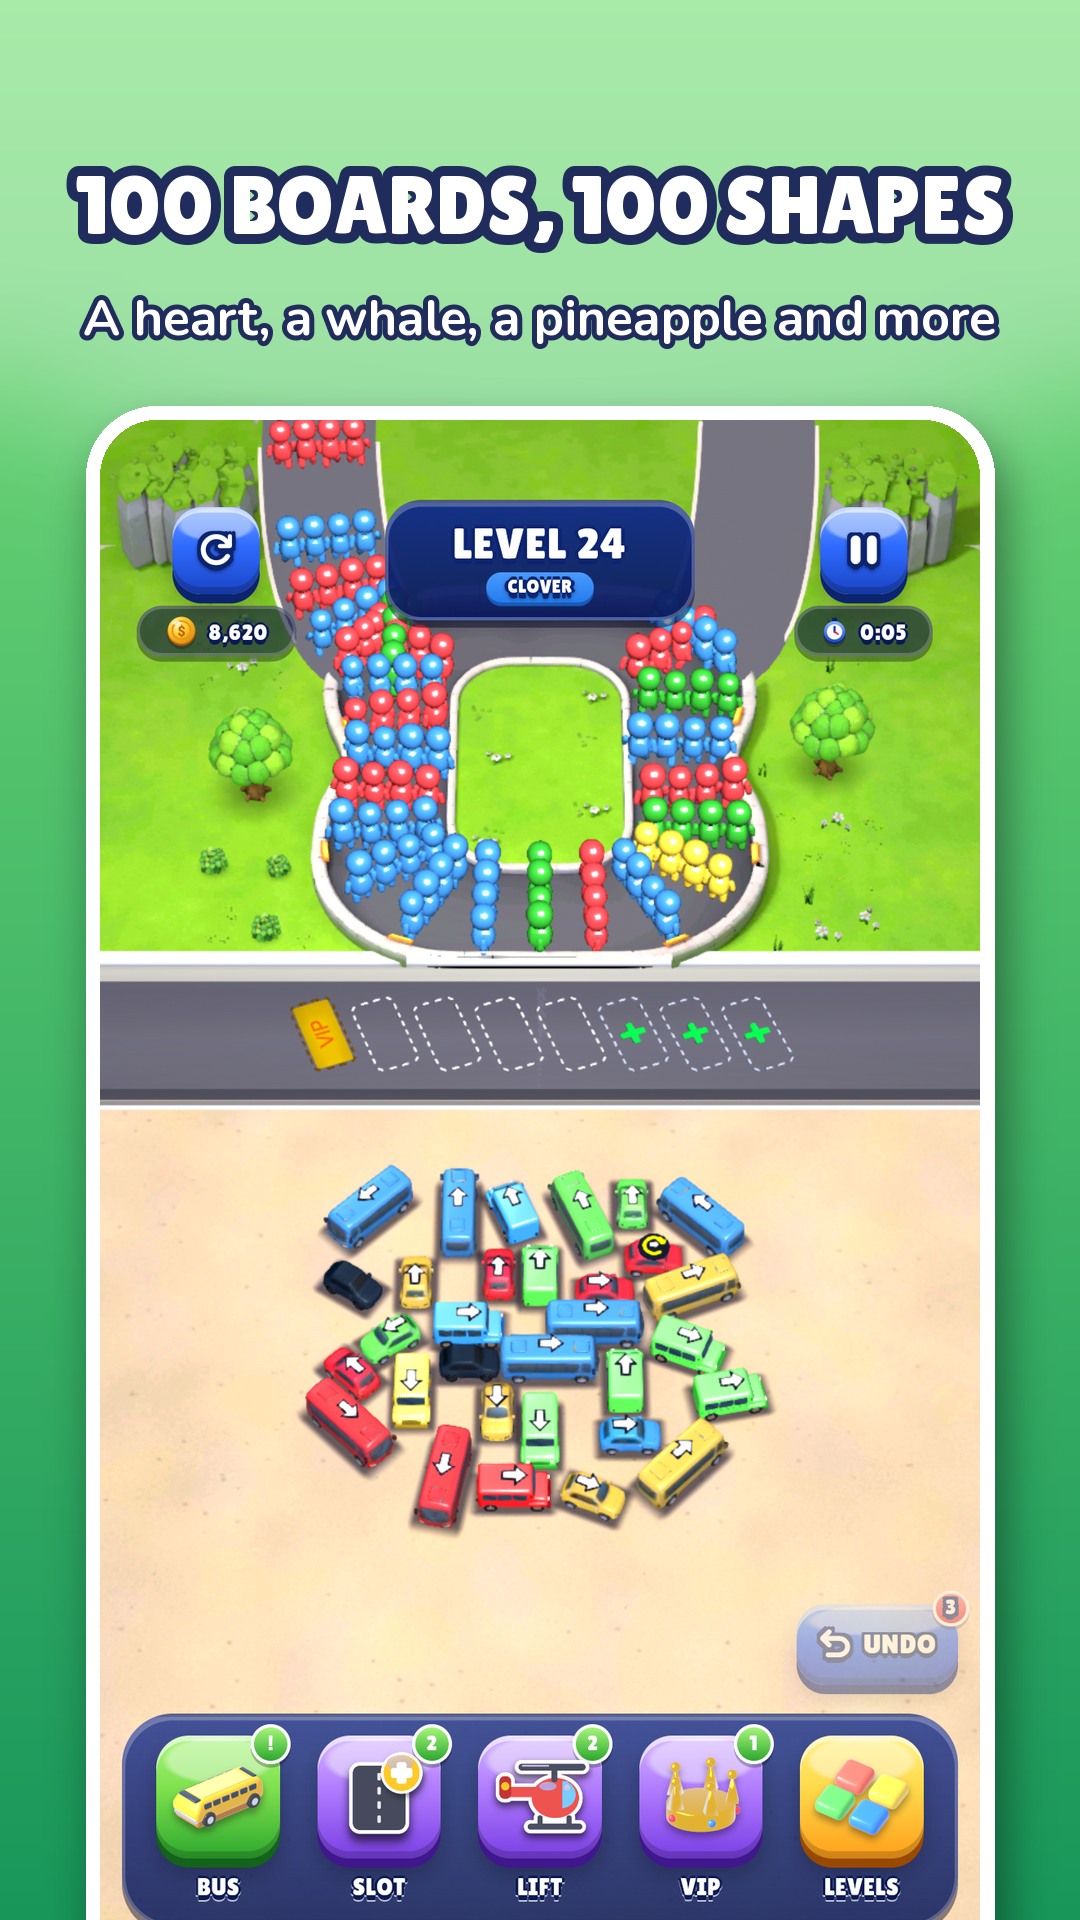 100 BOARDS, 100 SHAPES
A heart, a whale, a pineapple and more
LEVEL 24
CLOVER
8,620
0:05
VIP
3
UNDO
!
2
2
1
BUS
SLOT
LIFT
VIP
LEVELS